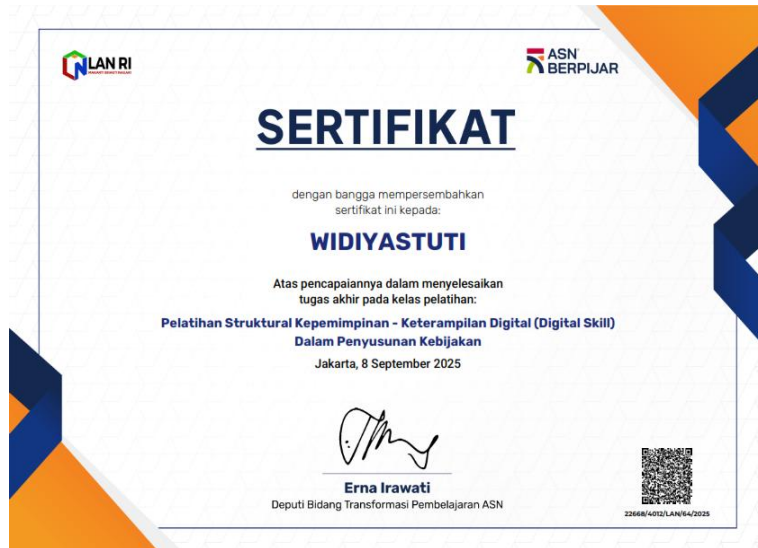 LAN RI
ASN
BERPIJAR
SERTIFIKAT
dengan bangga mempersembahkan
sertifikat ini kepada:
WIDIYASTUTI
Atas pencapaiannya dalam menyelesaikan
tugas akhir pada kelas pelatihan:
Pelatihan Struktural Kepemimpinan - Keterampilan Digital (Digital Skill)
Dalam Penyusunan Kebijakan
Jakarta, 8 September 2025
Erna Irawati
Deputi Bidang Transformasi Pembelajaran ASN
22668/4012/LAN/64/2025